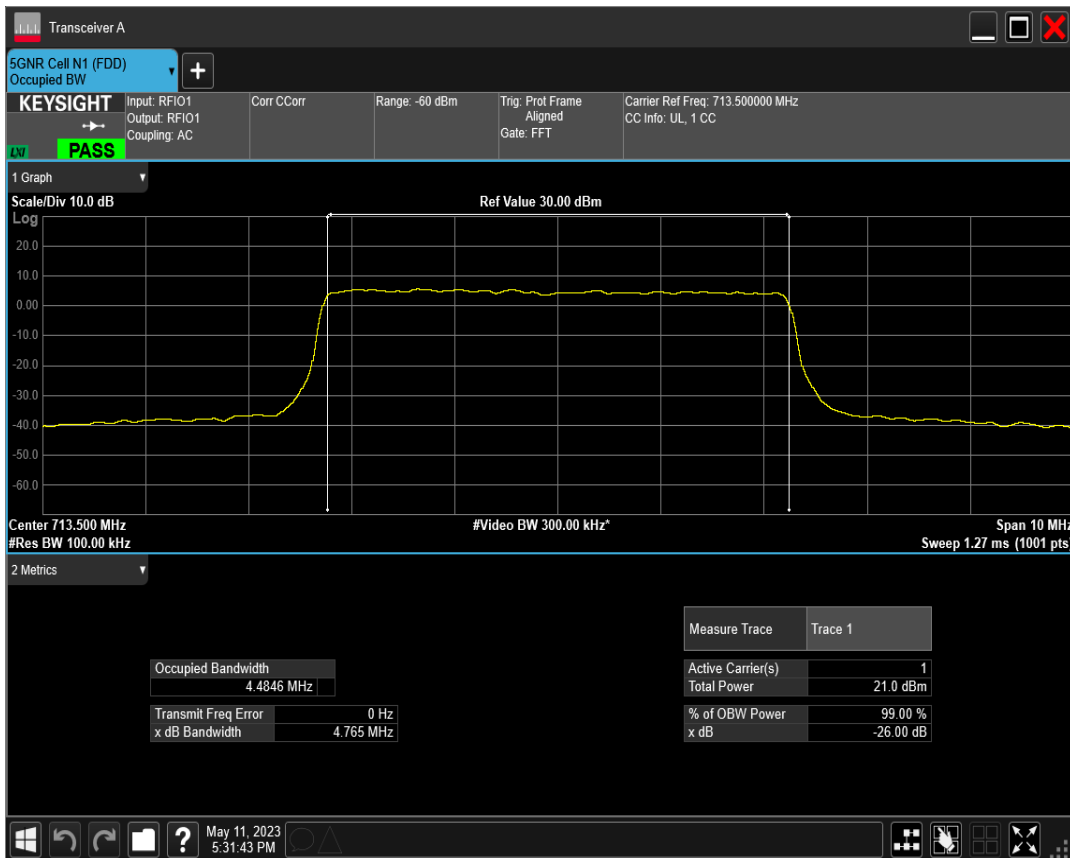 Transceiver A
5GNR Cell N1 (FDD)
Occupied BW
+
KEYSIGHT
LXI
PASS
Input: RFIO1
Output: RFIO1
Coupling: AC
Corr CCorr
Range: -60 dBm
Trig: Prot Frame
Aligned
Gate: FFT
Carrier Ref Freq: 713.500000 MHz
CC Info: UL, 1 CC
1 Graph
Scale/Div 10.0 dB
Ref Value 30.00 dBm
Log
20.0
10.0
0.00
-10.0
-20.0
-30.0
-40.0
-50.0
-60.0
Center 713.500 MHz
#Video BW 300.00 kHz*
Span 10 MHz
#Res BW 100.00 kHz
Sweep 1.27 ms (1001 pts)
2 Metrics
Measure Trace Trace 1
Occupied Bandwidth
4.4846 MHz
Active Carrier(s) 1
Total Power 21.0 dBm
Transmit Freq Error 0 Hz
x dB Bandwidth 4.765 MHz
% of OBW Power 99.00 %
x dB -26.00 dB
?
May 11, 2023
5:31:43 PM